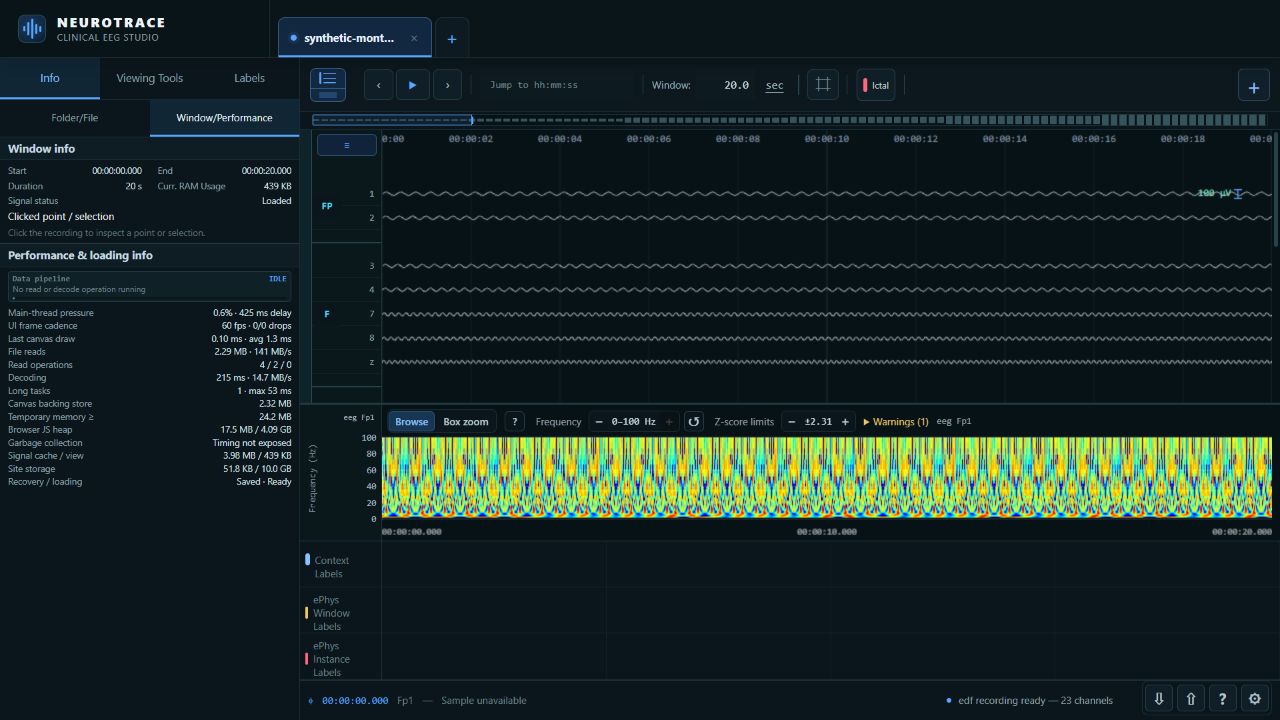 NEUROTRACE
CLINICAL EEG STUDIO
synthetic-mont... ×
+
Info Viewing Tools Labels
Folder/File Window/Performance
Window info
Start 00:00:00.000 End 00:00:20.000
Duration 20 s Curr. RAM Usage 439 KB
Signal status Loaded
Clicked point / selection
Click the recording to inspect a point or selection.
Performance & loading info
Data pipeline IDLE
No read or decode operation running
Main-thread pressure 0.6% · 425 ms delay
UI frame cadence 60 fps · 0/0 drops
Last canvas draw 0.10 ms · avg 1.3 ms
File reads 2.29 MB · 141 MB/s
Read operations 4 / 2 / 0
Decoding 215 ms · 14.7 MB/s
Long tasks 1 · max 53 ms
Canvas backing store 2.32 MB
Temporary memory ≥ 24.2 MB
Browser JS heap 17.5 MB / 4.09 GB
Garbage collection Timing not exposed
Signal cache / view 3.98 MB / 439 KB
Site storage 51.8 KB / 10.0 GB
Recovery / loading Saved · Ready
Jump to hh:mm:ss Window: 20.0 sec Ictal +
0:00 00:00:02 00:00:04 00:00:06 00:00:08 00:00:10 00:00:12 00:00:14 00:00:16 00:00:18 00:0
FP
1
100 µV
2
3
4
F
7
8
z
eeg Fp1 Browse Box zoom ? Frequency − 0–100 Hz + ↺ Z-score limits − ±2.31 + ▶ Warnings (1) eeg Fp1
Frequency (Hz)
100
80
60
40
20
0
00:00:00.000 00:00:10.000 00:00:20.000
Context
Labels
ePhys
Window
Labels
ePhys
Instance
Labels
00:00:00.000 Fp1 — Sample unavailable edf recording ready — 23 channels ?